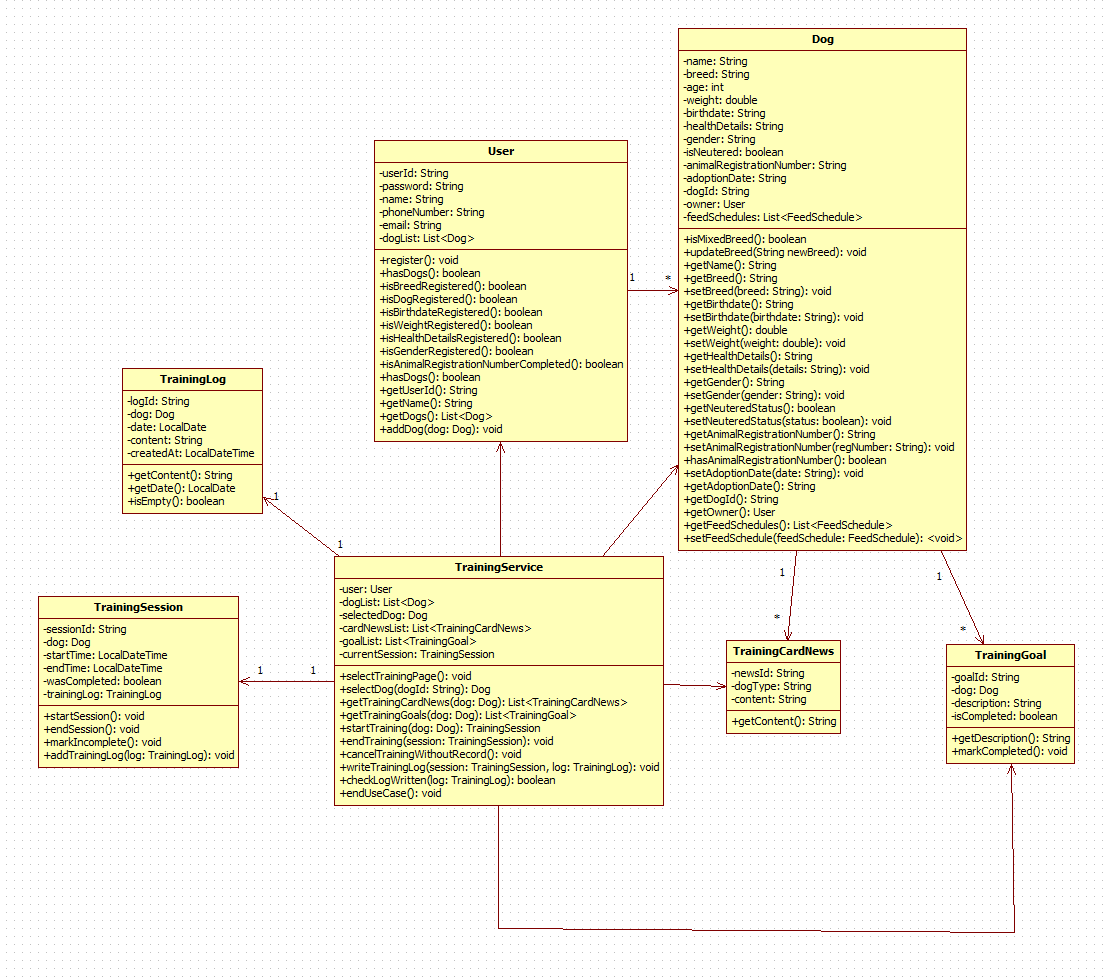 Dog
-name: String
-breed: String
-age: int
-weight: double
-birthdate: String
-healthDetails: String
-gender: String
-isNeutered: boolean
-animalRegistrationNumber: String
-adoptionDate: String
-dogId: String
-owner: User
-feedSchedules: List<FeedSchedule>
+isMixedBreed(): boolean
+updateBreed(String newBreed): void
+getName(): String
+getBreed(): String
+setBreed(breed: String): void
+getBirthdate(): String
+setBirthdate(birthdate: String): void
+getWeight(): double
+setWeight(weight: double): void
+getHealthDetails(): String
+setHealthDetails(details: String): void
+getGender(): String
+setGender(gender: String): void
+getNeuteredStatus(): boolean
+setNeuteredStatus(status: boolean): void
+getAnimalRegistrationNumber(): String
+setAnimalRegistrationNumber(regNumber: String): void
+hasAnimalRegistrationNumber(): boolean
+setAdoptionDate(date: String): void
+getAdoptionDate(): String
+getDogId(): String
+getOwner(): User
+getFeedSchedules(): List<FeedSchedule>
+setFeedSchedule(feedSchedule: FeedSchedule): <void>
User
-userId: String
-password: String
-name: String
-phoneNumber: String
-email: String
-dogList: List<Dog>
+register(): void
+hasDogs(): boolean
+isBreedRegistered(): boolean
+isDogRegistered(): boolean
+isBirthdateRegistered(): boolean
+isWeightRegistered(): boolean
+isHealthDetailsRegistered(): boolean
+isGenderRegistered(): boolean
+isAnimalRegistrationNumberCompleted(): boolean
+hasDogs(): boolean
+getUserId(): String
+getName(): String
+getDogs(): List<Dog>
+addDog(dog: Dog): void
1 *
TrainingLog
-logId: String
-dog: Dog
-date: LocalDate
-content: String
-createdAt: LocalDateTime
+getContent(): String
+getDate(): LocalDate
+isEmpty(): boolean
1
1
TrainingService
-user: User
-dogList: List<Dog>
-selectedDog: Dog
-cardNewsList: List<TrainingCardNews>
-goalList: List<TrainingGoal>
-currentSession: TrainingSession
+selectTrainingPage(): void
+selectDog(dogId: String): Dog
+getTrainingCardNews(dog: Dog): List<TrainingCardNews>
+getTrainingGoals(dog: Dog): List<TrainingGoal>
+startTraining(dog: Dog): TrainingSession
+endTraining(session: TrainingSession): void
+cancelTrainingWithoutRecord(): void
+writeTrainingLog(session: TrainingSession, log: TrainingLog): void
+checkLogWritten(log: TrainingLog): boolean
+endUseCase(): void
TrainingSession
-sessionId: String
-dog: Dog
-startTime: LocalDateTime
-endTime: LocalDateTime
-wasCompleted: boolean
-trainingLog: TrainingLog
+startSession(): void
+endSession(): void
+markIncomplete(): void
+addTrainingLog(log: TrainingLog): void
1 1
1
*
TrainingCardNews
-newsId: String
-dogType: String
-content: String
+getContent(): String
1
*
TrainingGoal
-goalId: String
-dog: Dog
-description: String
-isCompleted: boolean
+getDescription(): String
+markCompleted(): void